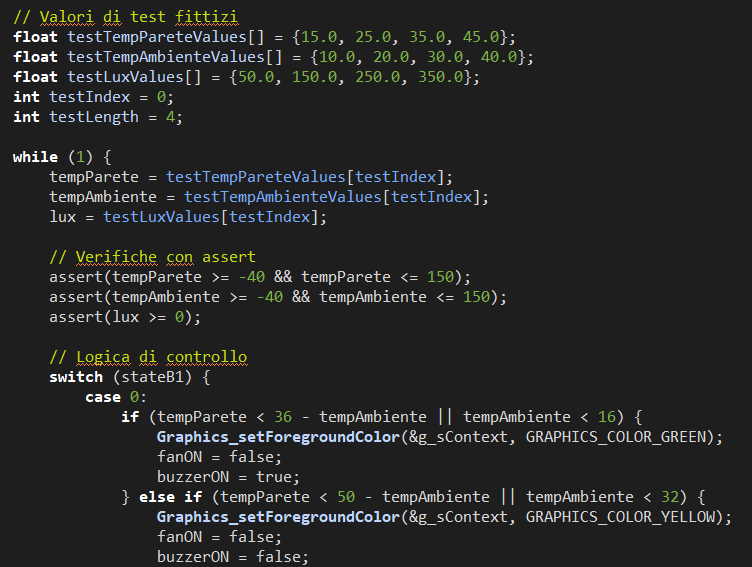 // Valori di test fittizi
float testTempPareteValues[] = {15.0, 25.0, 35.0, 45.0};
float testTempAmbienteValues[] = {10.0, 20.0, 30.0, 40.0};
float testLuxValues[] = {50.0, 150.0, 250.0, 350.0};
int testIndex = 0;
int testLength = 4;

while (1) {
    tempParete = testTempPareteValues[testIndex];
    tempAmbiente = testTempAmbienteValues[testIndex];
    lux = testLuxValues[testIndex];

    // Verifiche con assert
    assert(tempParete >= -40 && tempParete <= 150);
    assert(tempAmbiente >= -40 && tempAmbiente <= 150);
    assert(lux >= 0);

    // Logica di controllo
    switch (stateB1) {
        case 0:
            if (tempParete < 36 - tempAmbiente || tempAmbiente < 16) {
                Graphics_setForegroundColor(&g_sContext, GRAPHICS_COLOR_GREEN);
                fanON = false;
                buzzerON = true;
            } else if (tempParete < 50 - tempAmbiente || tempAmbiente < 32) {
                Graphics_setForegroundColor(&g_sContext, GRAPHICS_COLOR_YELLOW);
                fanON = false;
                buzzerON = false;